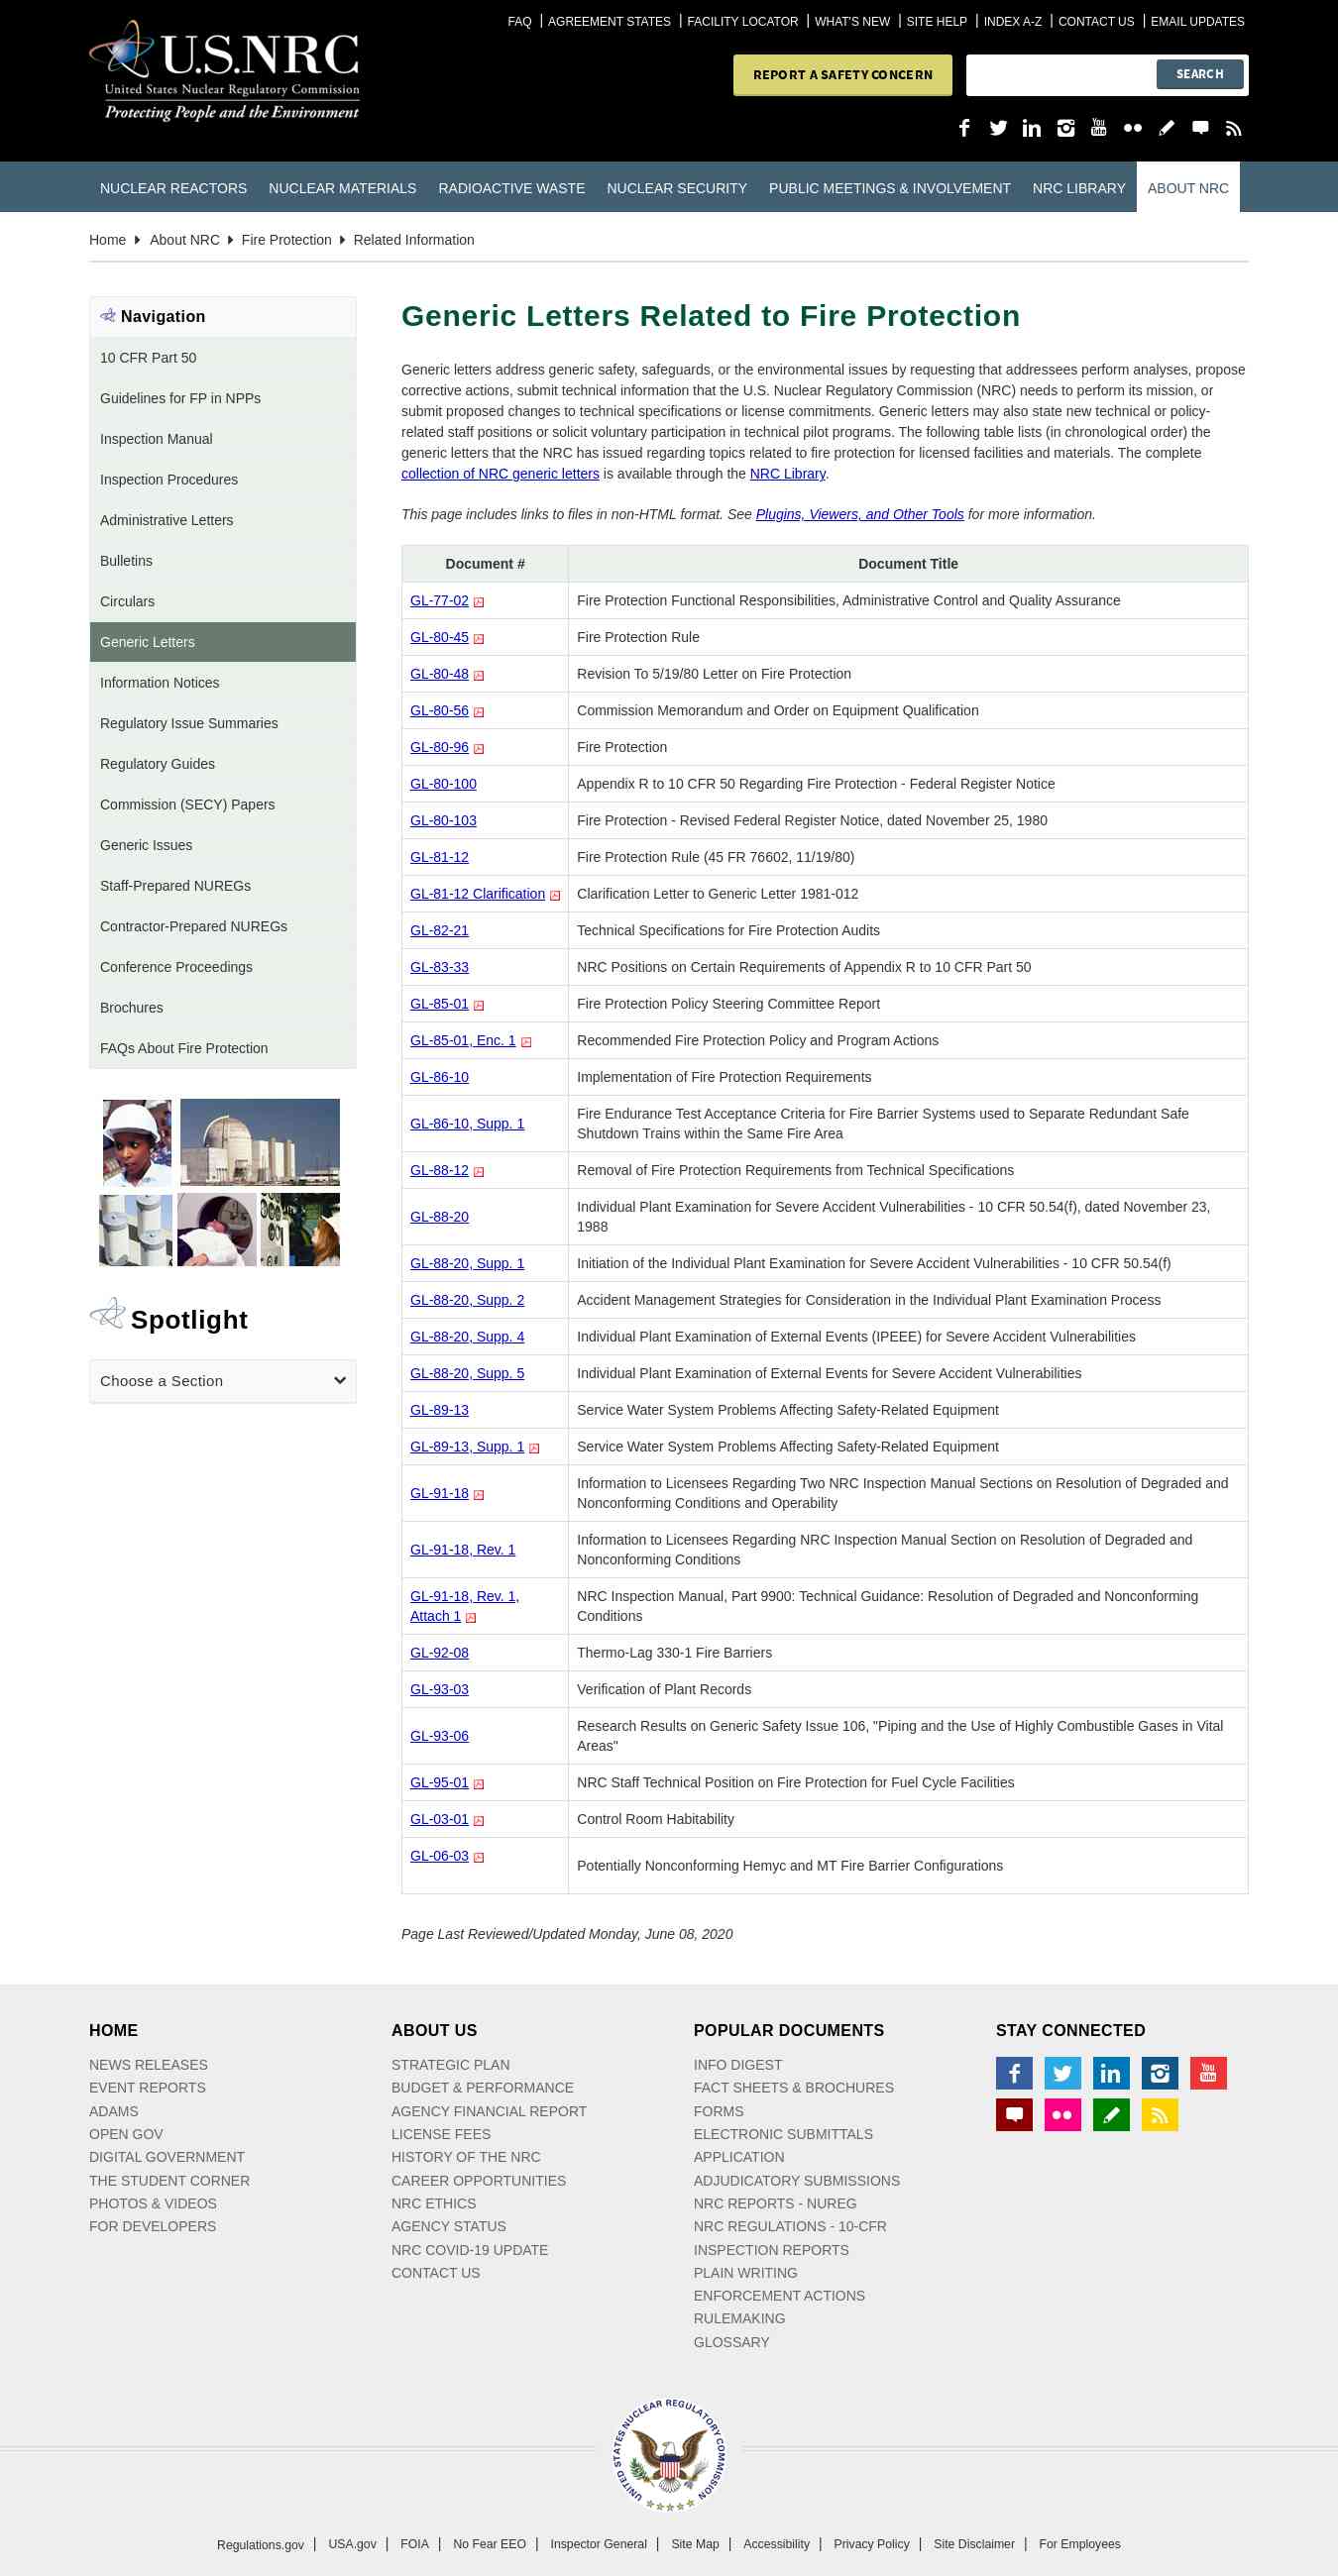 FAQ | AGREEMENT STATES | FACILITY LOCATOR | WHAT'S NEW | SITE HELP | INDEX A-Z | CONTACT US | EMAIL UPDATES
U.S.NRC
United States Nuclear Regulatory Commission
Protecting People and the Environment
REPORT A SAFETY CONCERN
SEARCH
NUCLEAR REACTORS NUCLEAR MATERIALS RADIOACTIVE WASTE NUCLEAR SECURITY PUBLIC MEETINGS & INVOLVEMENT NRC LIBRARY ABOUT NRC
Home About NRC Fire Protection Related Information
Navigation
10 CFR Part 50
Guidelines for FP in NPPs
Inspection Manual
Inspection Procedures
Administrative Letters
Bulletins
Circulars
Generic Letters
Information Notices
Regulatory Issue Summaries
Regulatory Guides
Commission (SECY) Papers
Generic Issues
Staff-Prepared NUREGs
Contractor-Prepared NUREGs
Conference Proceedings
Brochures
FAQs About Fire Protection
Spotlight
Choose a Section
Generic Letters Related to Fire Protection
Generic letters address generic safety, safeguards, or the environmental issues by requesting that addressees perform analyses, propose
corrective actions, submit technical information that the U.S. Nuclear Regulatory Commission (NRC) needs to perform its mission, or
submit proposed changes to technical specifications or license commitments. Generic letters may also state new technical or policy-
related staff positions or solicit voluntary participation in technical pilot programs. The following table lists (in chronological order) the
generic letters that the NRC has issued regarding topics related to fire protection for licensed facilities and materials. The complete
collection of NRC generic letters is available through the NRC Library.
This page includes links to files in non-HTML format. See Plugins, Viewers, and Other Tools for more information.
Document # Document Title
GL-77-02 Fire Protection Functional Responsibilities, Administrative Control and Quality Assurance
GL-80-45 Fire Protection Rule
GL-80-48 Revision To 5/19/80 Letter on Fire Protection
GL-80-56 Commission Memorandum and Order on Equipment Qualification
GL-80-96 Fire Protection
GL-80-100 Appendix R to 10 CFR 50 Regarding Fire Protection - Federal Register Notice
GL-80-103 Fire Protection - Revised Federal Register Notice, dated November 25, 1980
GL-81-12 Fire Protection Rule (45 FR 76602, 11/19/80)
GL-81-12 Clarification Clarification Letter to Generic Letter 1981-012
GL-82-21 Technical Specifications for Fire Protection Audits
GL-83-33 NRC Positions on Certain Requirements of Appendix R to 10 CFR Part 50
GL-85-01 Fire Protection Policy Steering Committee Report
GL-85-01, Enc. 1 Recommended Fire Protection Policy and Program Actions
GL-86-10 Implementation of Fire Protection Requirements
GL-86-10, Supp. 1 Fire Endurance Test Acceptance Criteria for Fire Barrier Systems used to Separate Redundant Safe
Shutdown Trains within the Same Fire Area
GL-88-12 Removal of Fire Protection Requirements from Technical Specifications
GL-88-20 Individual Plant Examination for Severe Accident Vulnerabilities - 10 CFR 50.54(f), dated November 23,
1988
GL-88-20, Supp. 1 Initiation of the Individual Plant Examination for Severe Accident Vulnerabilities - 10 CFR 50.54(f)
GL-88-20, Supp. 2 Accident Management Strategies for Consideration in the Individual Plant Examination Process
GL-88-20, Supp. 4 Individual Plant Examination of External Events (IPEEE) for Severe Accident Vulnerabilities
GL-88-20, Supp. 5 Individual Plant Examination of External Events for Severe Accident Vulnerabilities
GL-89-13 Service Water System Problems Affecting Safety-Related Equipment
GL-89-13, Supp. 1 Service Water System Problems Affecting Safety-Related Equipment
GL-91-18 Information to Licensees Regarding Two NRC Inspection Manual Sections on Resolution of Degraded and
Nonconforming Conditions and Operability
GL-91-18, Rev. 1 Information to Licensees Regarding NRC Inspection Manual Section on Resolution of Degraded and
Nonconforming Conditions
GL-91-18, Rev. 1, NRC Inspection Manual, Part 9900: Technical Guidance: Resolution of Degraded and Nonconforming
Attach 1 Conditions
GL-92-08 Thermo-Lag 330-1 Fire Barriers
GL-93-03 Verification of Plant Records
GL-93-06 Research Results on Generic Safety Issue 106, "Piping and the Use of Highly Combustible Gases in Vital
Areas"
GL-95-01 NRC Staff Technical Position on Fire Protection for Fuel Cycle Facilities
GL-03-01 Control Room Habitability
GL-06-03 Potentially Nonconforming Hemyc and MT Fire Barrier Configurations
Page Last Reviewed/Updated Monday, June 08, 2020
HOME
NEWS RELEASES
EVENT REPORTS
ADAMS
OPEN GOV
DIGITAL GOVERNMENT
THE STUDENT CORNER
PHOTOS & VIDEOS
FOR DEVELOPERS
ABOUT US
STRATEGIC PLAN
BUDGET & PERFORMANCE
AGENCY FINANCIAL REPORT
LICENSE FEES
HISTORY OF THE NRC
CAREER OPPORTUNITIES
NRC ETHICS
AGENCY STATUS
NRC COVID-19 UPDATE
CONTACT US
POPULAR DOCUMENTS
INFO DIGEST
FACT SHEETS & BROCHURES
FORMS
ELECTRONIC SUBMITTALS
APPLICATION
ADJUDICATORY SUBMISSIONS
NRC REPORTS - NUREG
NRC REGULATIONS - 10-CFR
INSPECTION REPORTS
PLAIN WRITING
ENFORCEMENT ACTIONS
RULEMAKING
GLOSSARY
STAY CONNECTED
UNITED STATES NUCLEAR REGULATORY COMMISSION
Regulations.gov | USA.gov | FOIA | No Fear EEO | Inspector General | Site Map | Accessibility | Privacy Policy | Site Disclaimer | For Employees